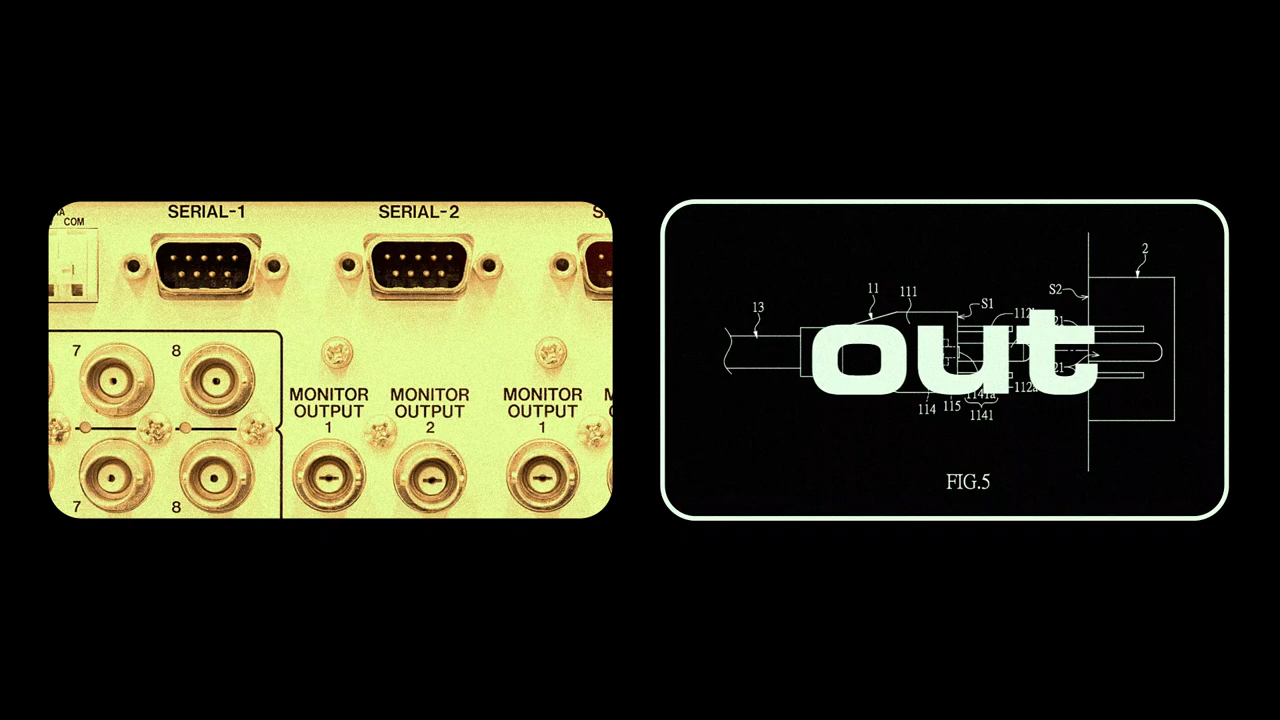 SERIAL-1
SERIAL-2
COM
7
8
MONITOR
OUTPUT
1
MONITOR
OUTPUT
2
MONITOR
OUTPUT
1
7
8
2
S2
11
111
S1
13
out
114
115
1141
FIG.5